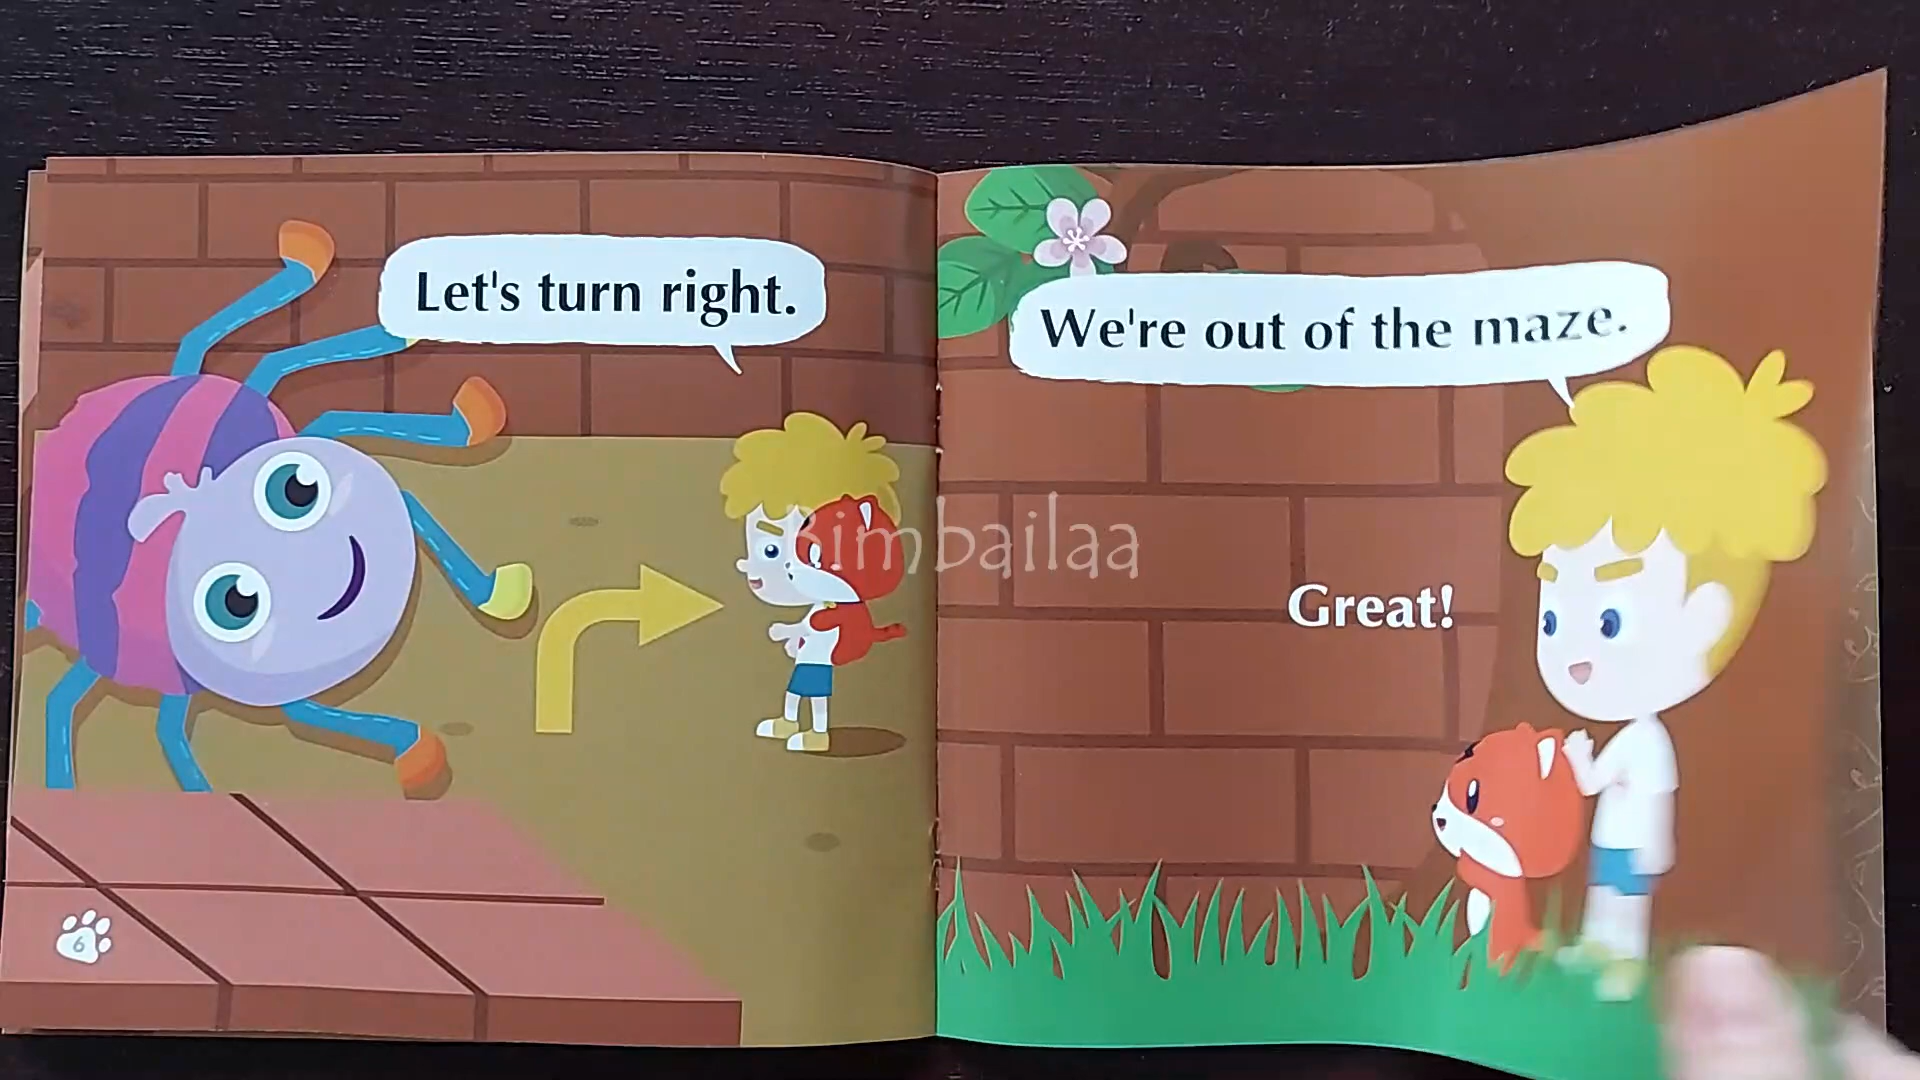 Let's turn right.
6
We're out of the maze.
Bimbailaa
Great!